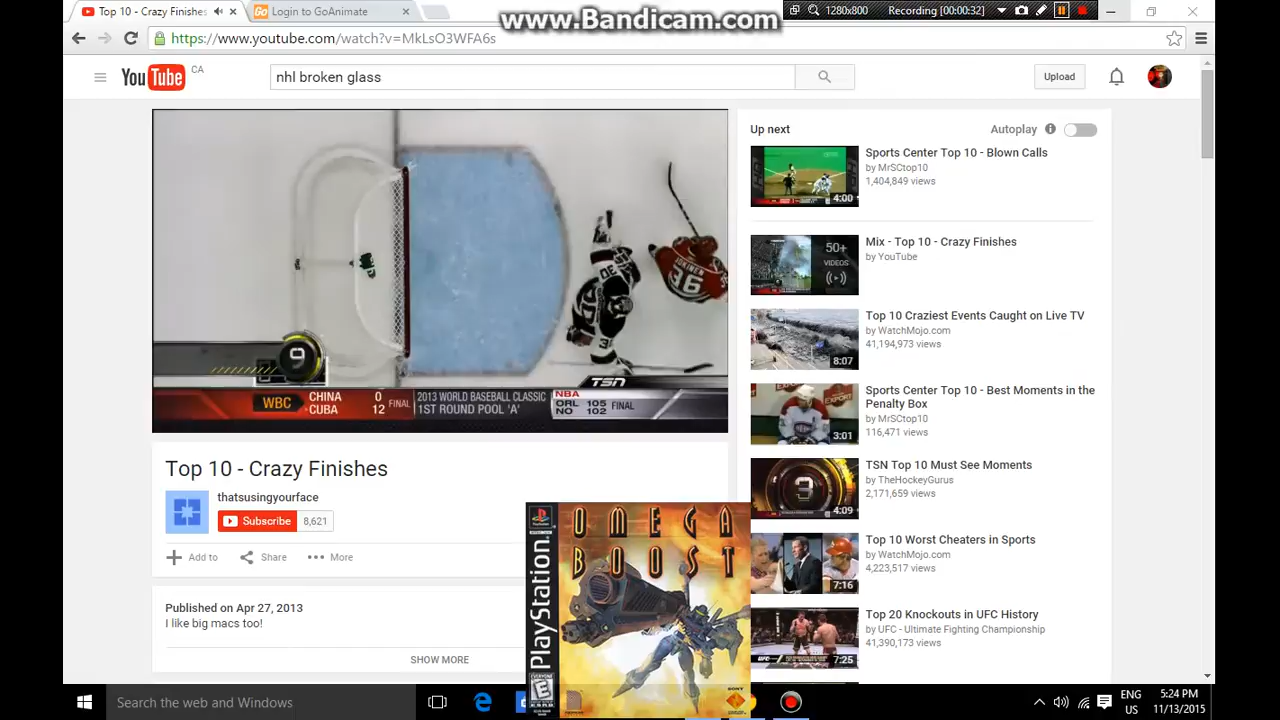 Top 10 - Crazy Finishes
Login to GoAnimate
www.Bandicam.com
1280x800
Recording [00:00:32]
https://www.youtube.com/watch?v=MkLsO3WFA6s
YouTube CA
nhl broken glass
Upload
Up next
Autoplay
Sports Center Top 10 - Blown Calls
by MrSCtop10
1,404,849 views
4:00
Mix - Top 10 - Crazy Finishes
by YouTube
50+
VIDEOS
Top 10 Craziest Events Caught on Live TV
by WatchMojo.com
41,194,973 views
8:07
Sports Center Top 10 - Best Moments in the
Penalty Box
by MrSCtop10
116,471 views
3:01
TSN Top 10 Must See Moments
by TheHockeyGurus
2,171,659 views
4:09
Top 10 Worst Cheaters in Sports
by WatchMojo.com
4,223,517 views
7:16
Top 20 Knockouts in UFC History
by UFC - Ultimate Fighting Championship
41,390,173 views
7:25
JOKINEN
36
9
TSN
WBC
CHINA 0
CUBA 12
FINAL
2013 WORLD BASEBALL CLASSIC
1ST ROUND POOL 'A'
NBA
ORL 105
NO 102
FINAL
Top 10 - Crazy Finishes
thatsusingyourface
Subscribe 8,621
Add to
Share
More
Published on Apr 27, 2013
I like big macs too!
SHOW MORE
OMEGA
BOOST
PlayStation
SONY
Search the web and Windows
ENG
US
5:24 PM
11/13/2015